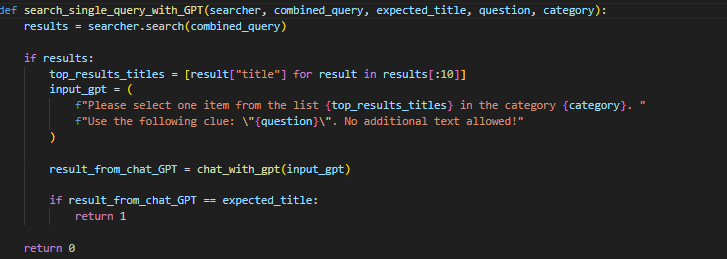 def search_single_query_with_GPT(searcher, combined_query, expected_title, question, category):
    results = searcher.search(combined_query)

    if results:
        top_results_titles = [result["title"] for result in results[:10]]
        input_gpt = (
            f"Please select one item from the list {top_results_titles} in the category {category}. "
            f"Use the following clue: \"{question}\". No additional text allowed!"
        )

        result_from_chat_GPT = chat_with_gpt(input_gpt)

        if result_from_chat_GPT == expected_title:
            return 1

    return 0